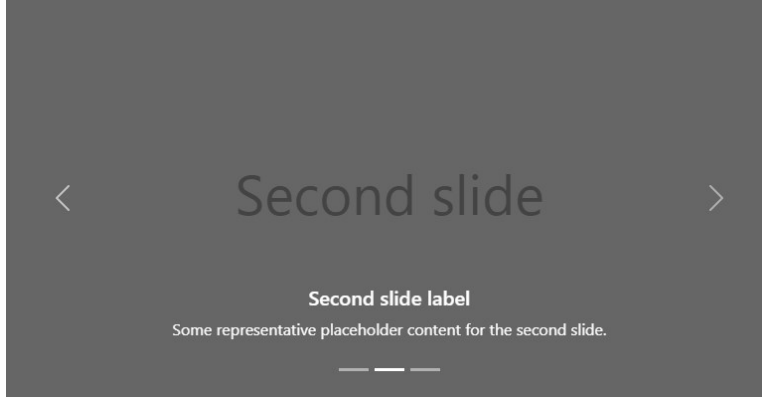 Second slide
Second slide label
Some representative placeholder content for the second slide.